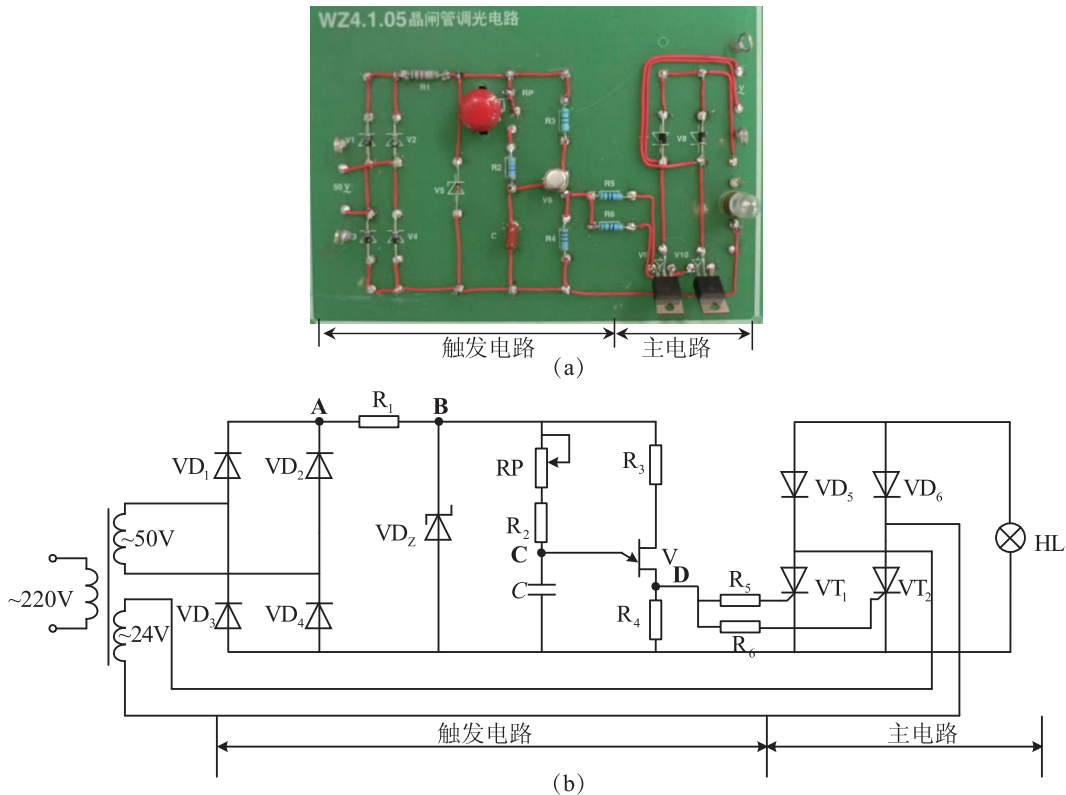 WZ4.1.05晶闸管调光电路
R1
RP
R3
V
V1
V2
V8
R2
50V
V5
V6
R5
R6
C
R4
V4
V10
触发电路
主电路
(a)
A
R₁
B
VD₁
VD₂
RP
R₃
VD₅
VD₆
R₂
~50V
VD_Z
C
V
HL
D
~220V
C
R₅
VT₁
VT₂
VD₃
VD₄
R₄
~24V
R₆
触发电路
主电路
(b)